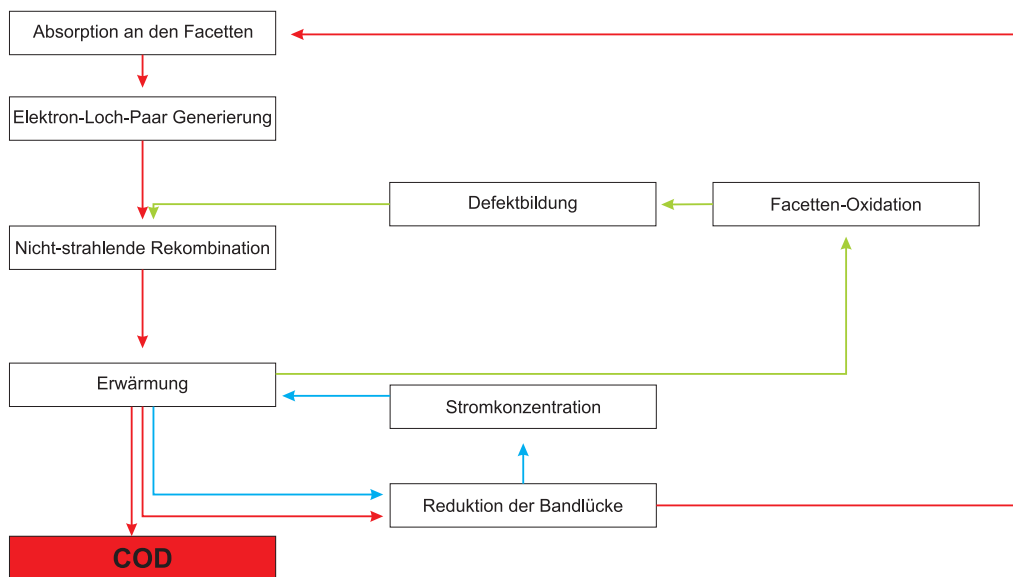 Absorption an den Facetten
Elektron-Loch-Paar Generierung
Defektbildung
Facetten-Oxidation
Nicht-strahlende Rekombination
Erwärmung
Stromkonzentration
Reduktion der Bandlücke
COD